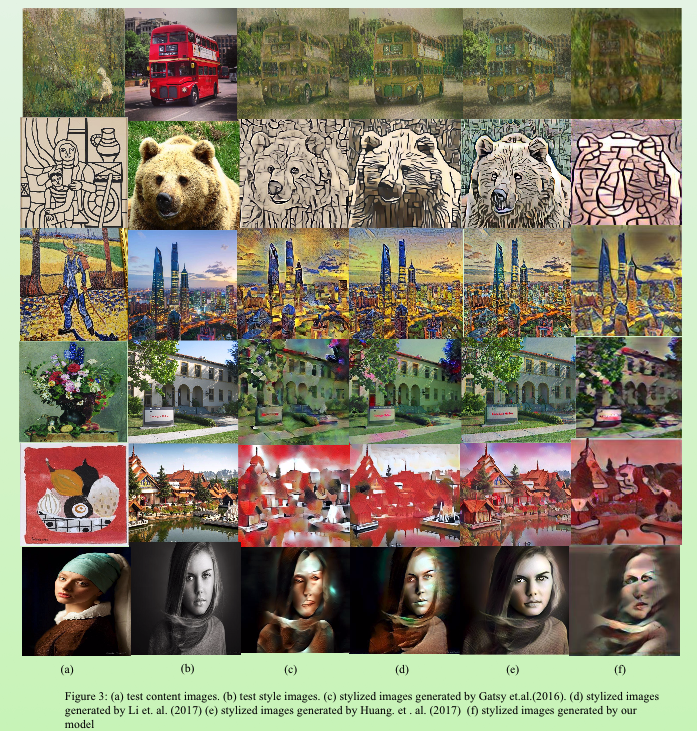 (a) (b) (c) (d) (e) (f)
Figure 3: (a) test content images. (b) test style images. (c) stylized images generated by Gatsy et.al.(2016). (d) stylized images
generated by Li et. al. (2017) (e) stylized images generated by Huang. et . al. (2017) (f) stylized images generated by our
model